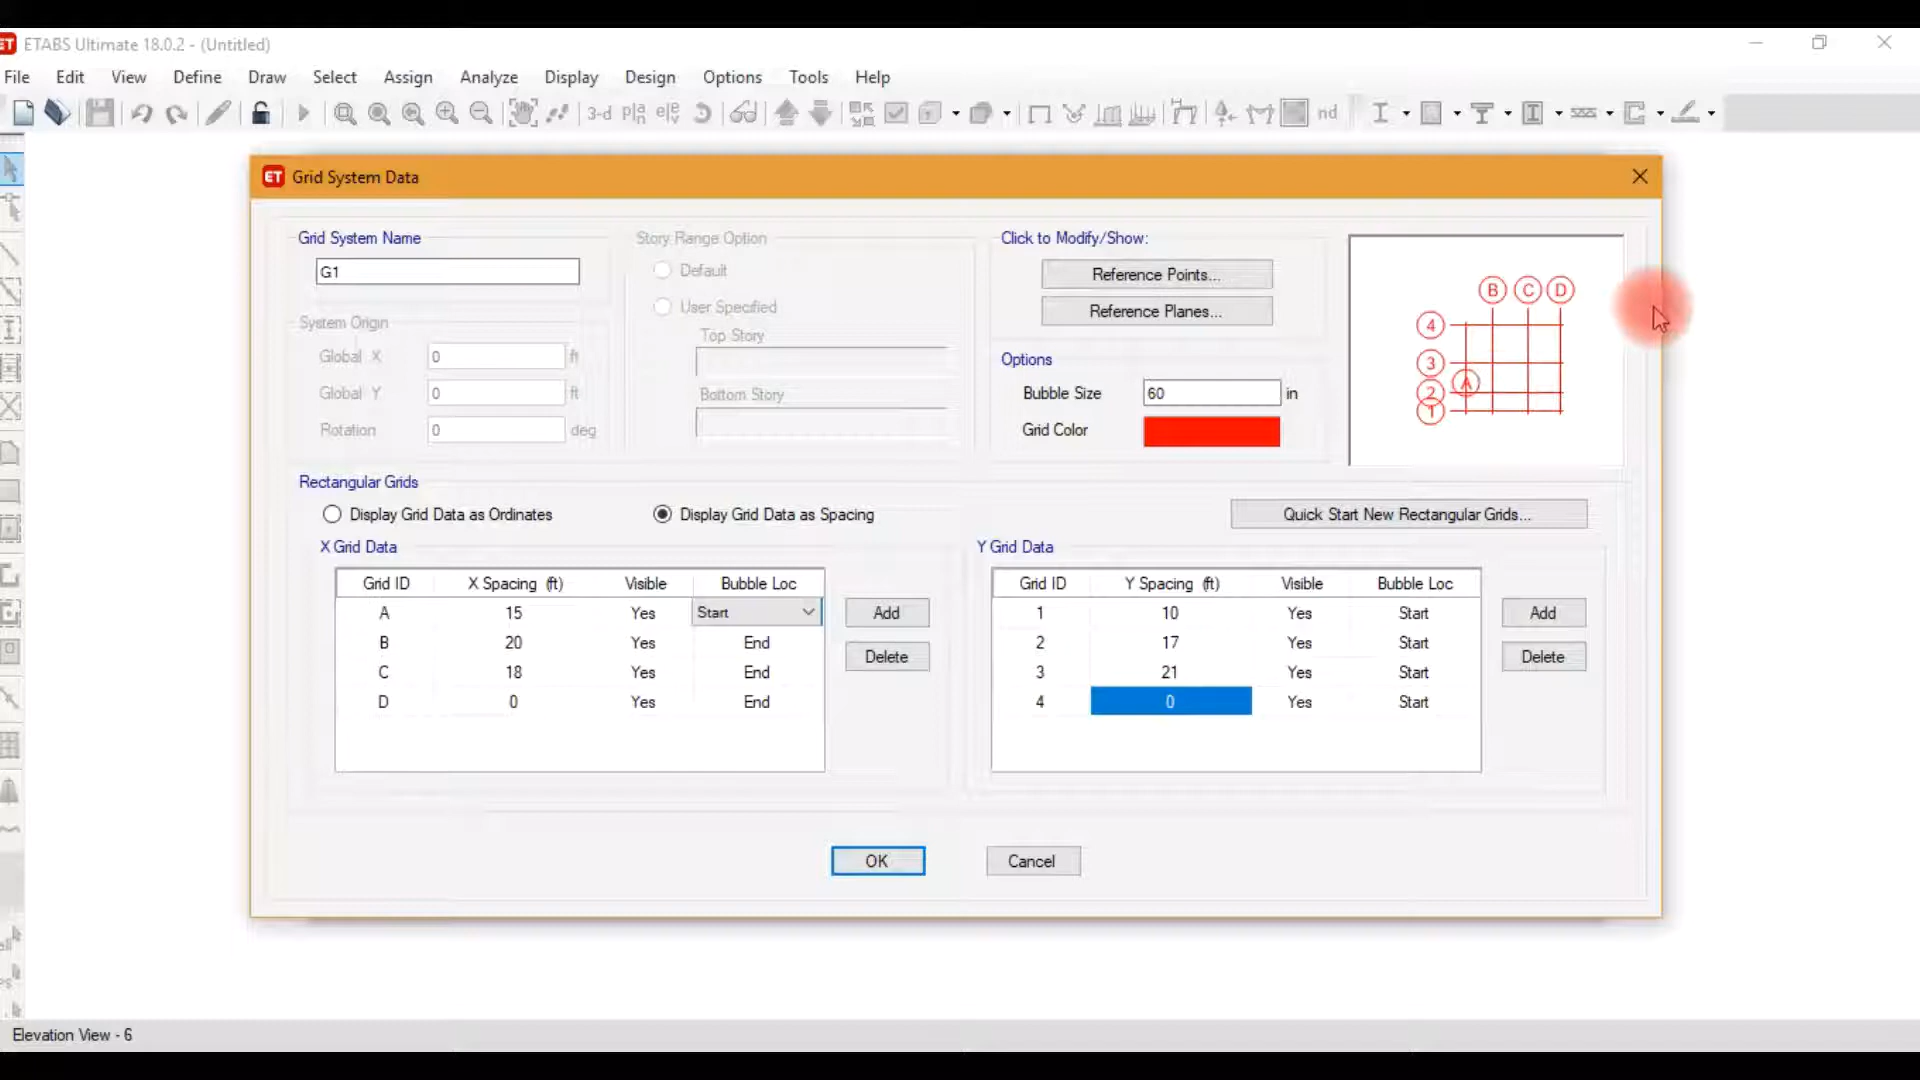 ET ETABS Ultimate 18.0.2 - (Untitled)
File Edit View Define Draw Select Assign Analyze Display Design Options Tools Help
3-d nd
ET Grid System Data
Grid System Name
G1
System Origin
Global X 0 ft
Global Y 0 ft
Rotation 0 deg
Story Range Option
Default
User Specified
Top Story
Bottom Story
Click to Modify/Show:
Reference Points...
Reference Planes...
Options
Bubble Size 60 in
Grid Color
B C D
4
3
2 A
1
Rectangular Grids
Display Grid Data as Ordinates Display Grid Data as Spacing Quick Start New Rectangular Grids...
X Grid Data
Grid ID X Spacing (ft) Visible Bubble Loc
A 15 Yes Start
B 20 Yes End
C 18 Yes End
D 0 Yes End
Add
Delete
Y Grid Data
Grid ID Y Spacing (ft) Visible Bubble Loc
1 10 Yes Start
2 17 Yes Start
3 21 Yes Start
4 0 Yes Start
Add
Delete
OK Cancel
Elevation View - 6